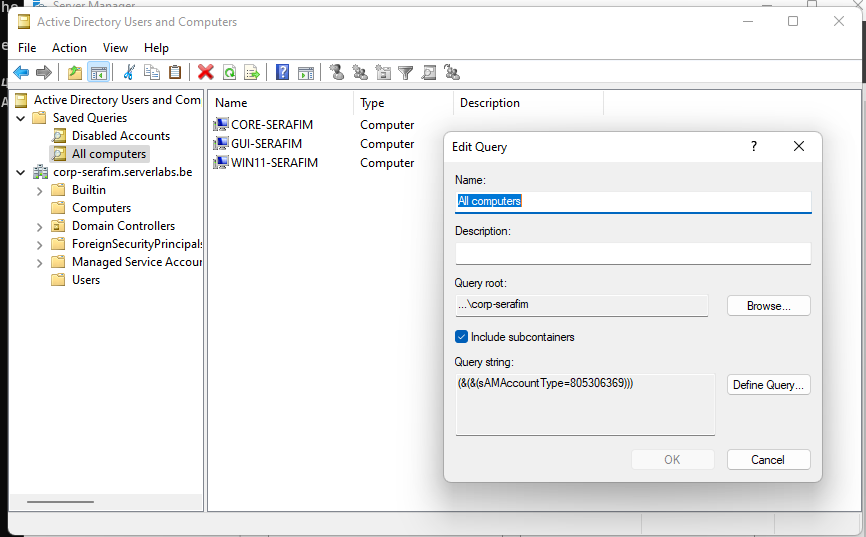 Server Manager
Active Directory Users and Computers
File Action View Help
Active Directory Users and Com
Saved Queries
Disabled Accounts
All computers
corp-serafim.serverlabs.be
Builtin
Computers
Domain Controllers
ForeignSecurityPrincipals
Managed Service Accour
Users
Name Type Description
CORE-SERAFIM Computer
GUI-SERAFIM Computer
WIN11-SERAFIM Computer
Edit Query
Name:
All computers
Description:
Query root:
...\corp-serafim
Browse...
Include subcontainers
Query string:
(&(&(sAMAccountType=805306369)))
Define Query...
OK Cancel